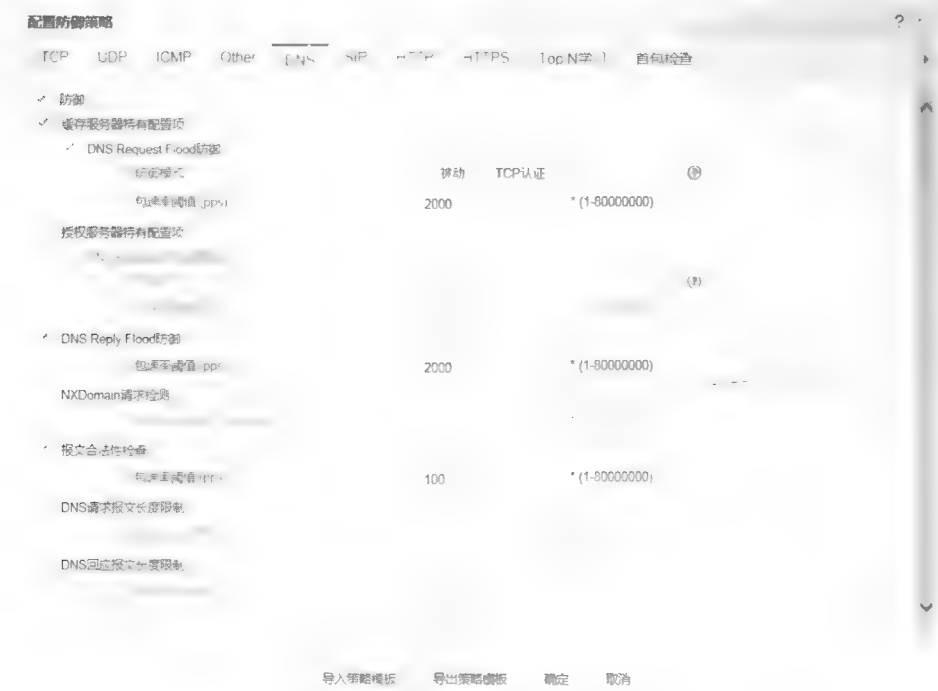 配置防御策略 ?
TCP UDP ICMP Other DNS SIP HTTP HTTPS Top N学习 首包检查
防御
缓存服务器特有配置项
DNS Request Flood防御
防御模式 被动 TCP认证 ?
包速率阈值(pps) 2000 * (1-80000000)
授权服务器特有配置项
(?)
DNS Reply Flood防御
包速率阈值(pps) 2000 * (1-80000000)
NXDomain请求检测
报文合法性检查
包速率阈值(pps) 100 * (1-80000000)
DNS请求报文长度限制
DNS回应报文长度限制
导入策略模板 导出策略模板 确定 取消